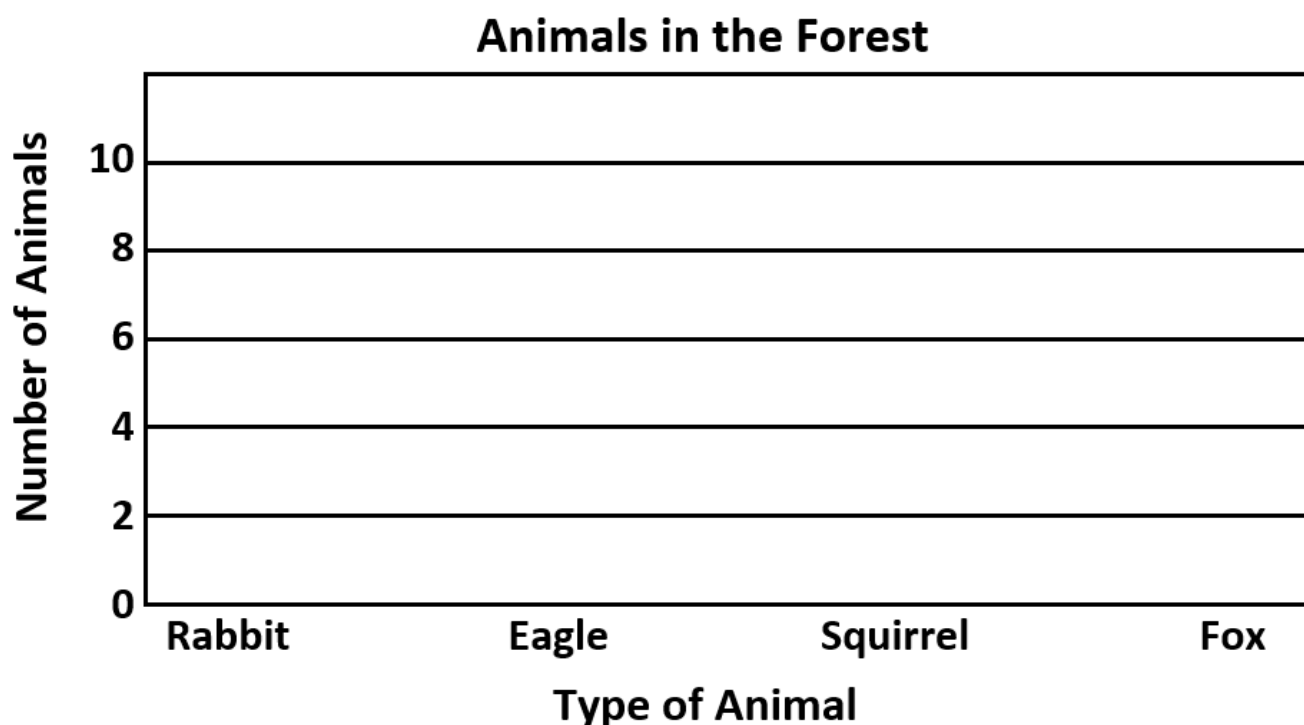 Animals in the Forest
Number of Animals
10
8
6
4
2
0
Rabbit Eagle Squirrel Fox
Type of Animal